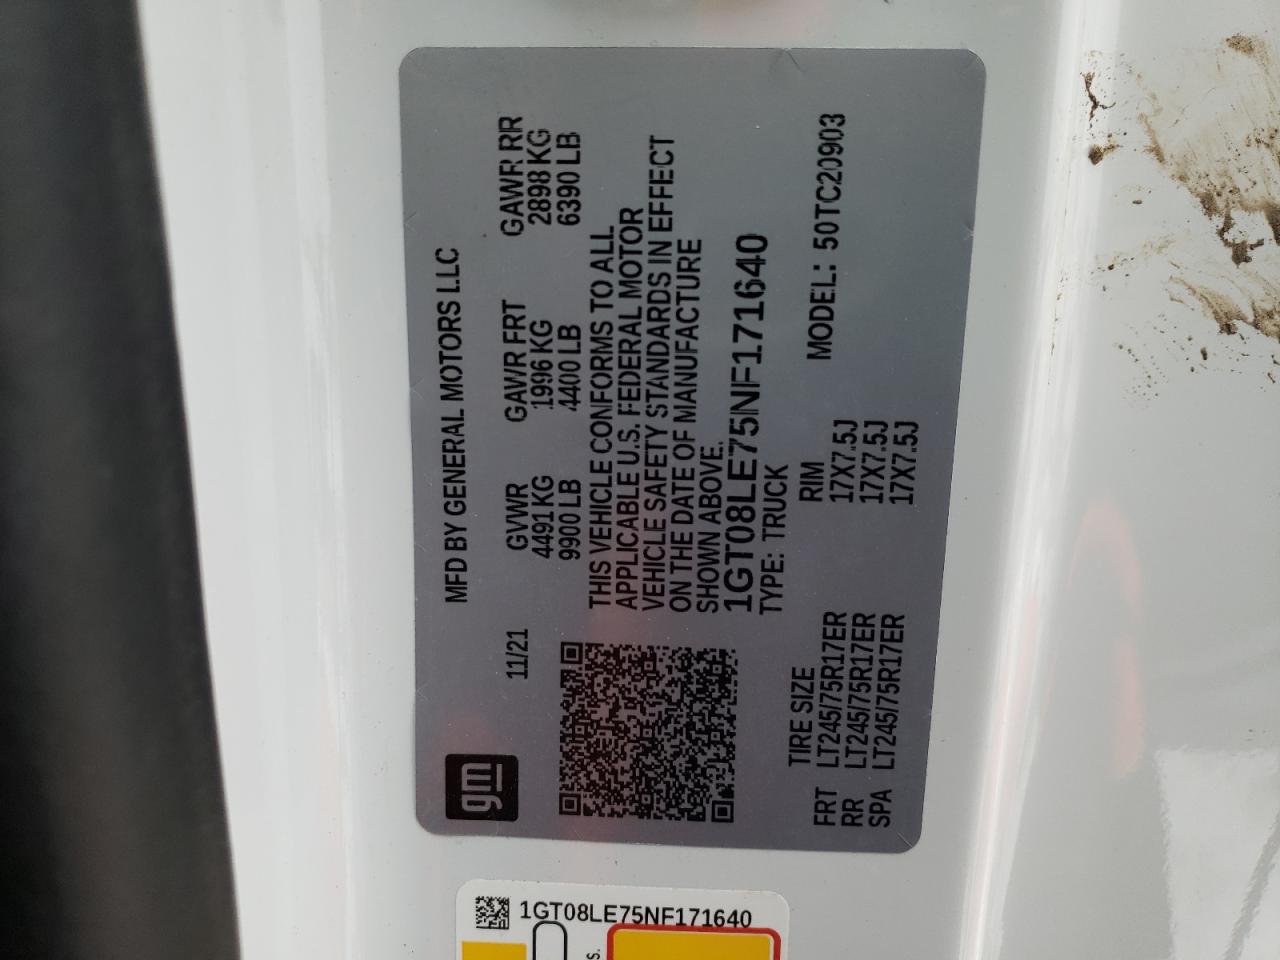 gm
MFD BY GENERAL MOTORS LLC
11/21
GVWR GAWR FRT GAWR RR
4491 KG 1996 KG 2898 KG
9900 LB 4400 LB 6390 LB
THIS VEHICLE CONFORMS TO ALL
APPLICABLE U.S. FEDERAL MOTOR
VEHICLE SAFETY STANDARDS IN EFFECT
ON THE DATE OF MANUFACTURE
SHOWN ABOVE.
1GT08LE75NF171640
TYPE: TRUCK
TIRE SIZE RIM MODEL: 50TC20903
FRT LT245/75R17ER 17X7.5J
RR LT245/75R17ER 17X7.5J
SPA LT245/75R17ER 17X7.5J
1GT08LE75NF171640